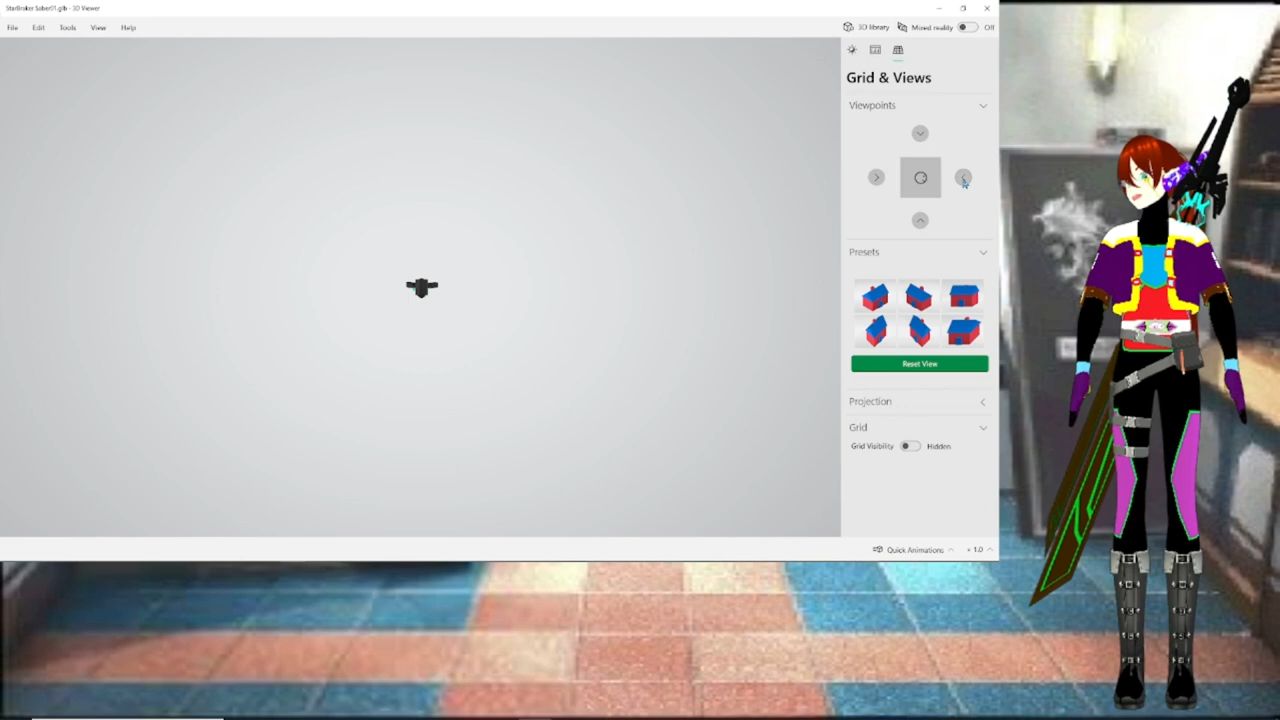 StarBraker Saber01.glb - 3D Viewer
File Edit Tools View Help
3D library Mixed reality Off
Grid & Views
Viewpoints
Presets
Reset View
Projection
Grid
Grid Visibility Hidden
Quick Animations × 1.0